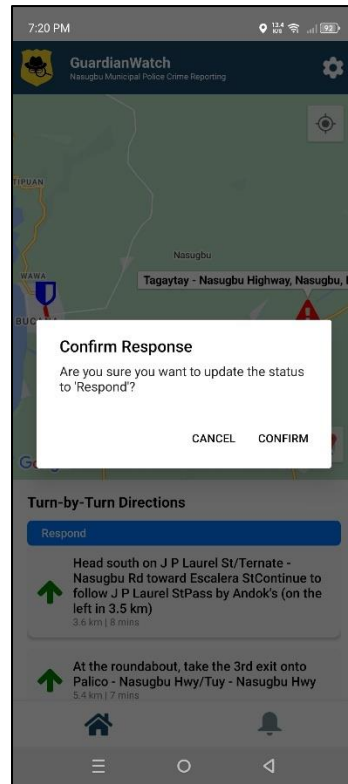 7:20 PM
12.4
K/S
92
GuardianWatch
Nasugbu Municipal Police Crime Reporting
TIPUAN
Nasugbu
WAWA
Tagaytay - Nasugbu Highway, Nasugbu,
BUC
Confirm Response
Are you sure you want to update the status
to 'Respond'?
CANCEL CONFIRM
Turn-by-Turn Directions
Respond
Head south on J P Laurel St/Ternate -
Nasugbu Rd toward Escalera StContinue to
follow J P Laurel StPass by Andok's (on the
left in 3.5 km)
3.6 km | 8 mins
At the roundabout, take the 3rd exit onto
Palico - Nasugbu Hwy/Tuy - Nasugbu Hwy
5.4 km | 7 mins